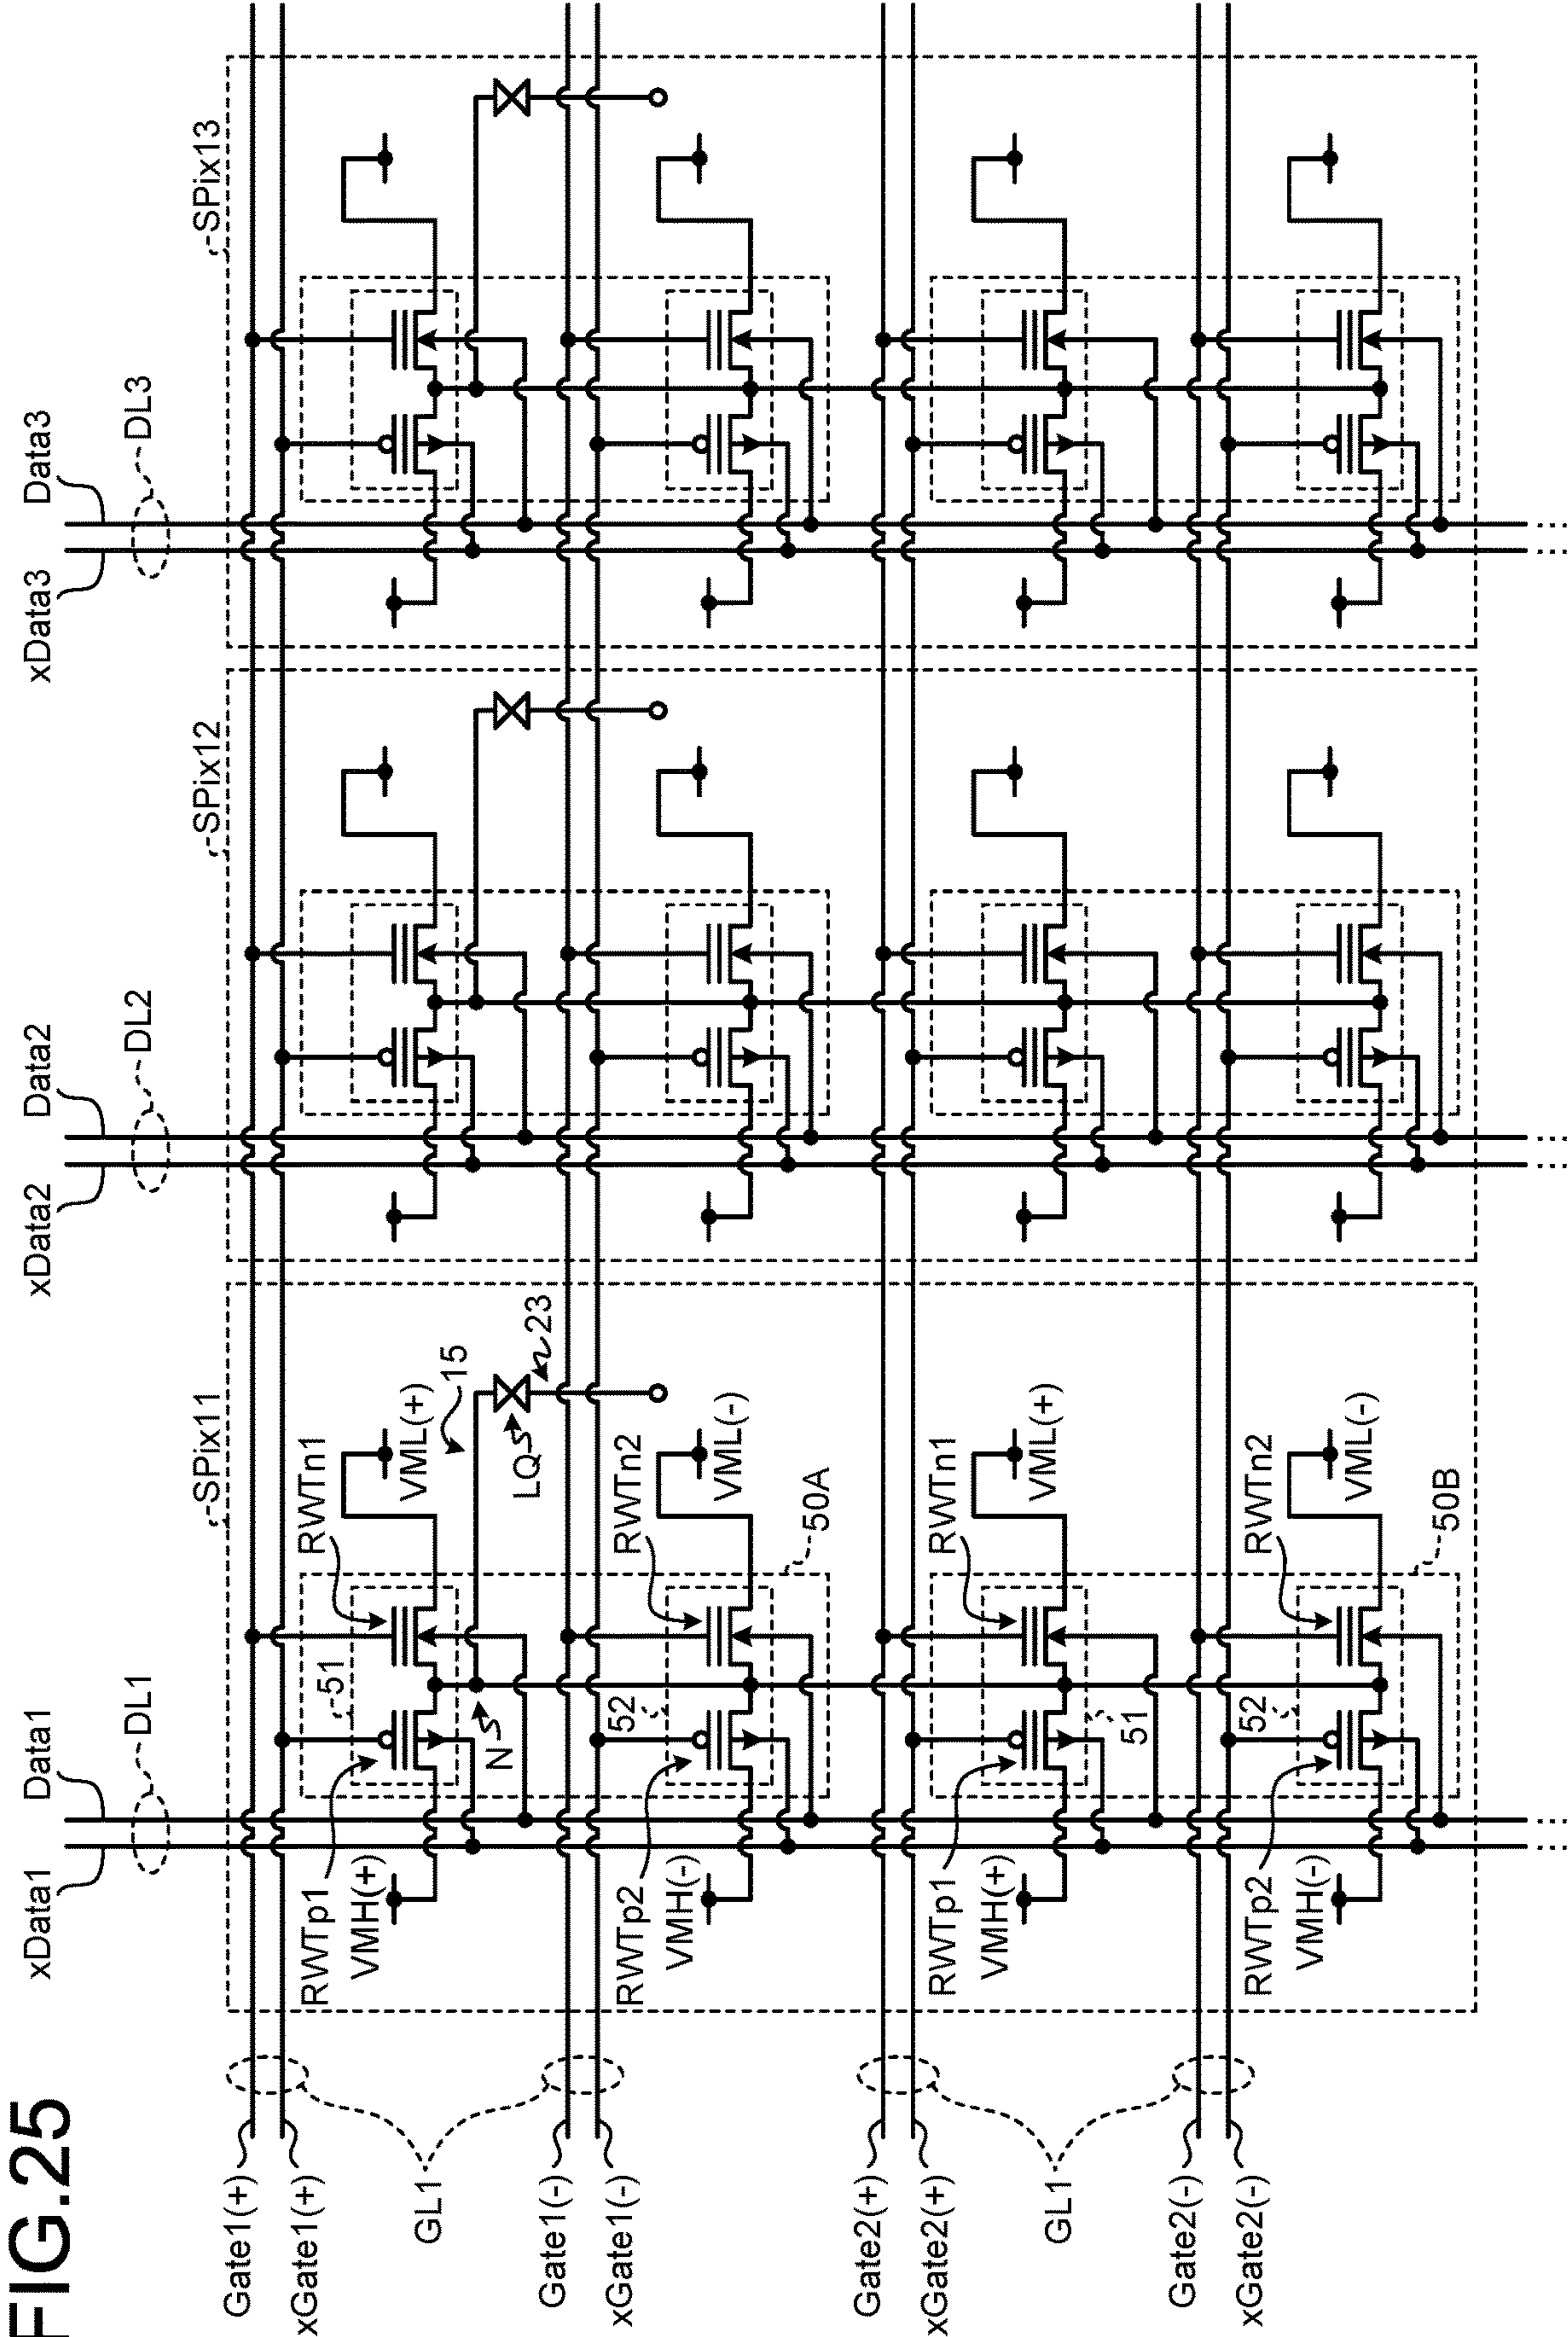 FIG.25
xData1
Data1
DL1
xData2
Data2
DL2
xData3
Data3
DL3
SPix11
SPix12
SPix13
Gate1(+)
xGate1(+)
GL1
Gate1(-)
xGate1(-)
Gate2(+)
xGate2(+)
GL1
Gate2(-)
xGate2(-)
RWTp1
VMH(+)
51
RWTn1
VML(+)
15
N
LQ
23
RWTp2
VMH(-)
52
RWTn2
VML(-)
50A
RWTp1
VMH(+)
51
RWTn1
VML(+)
RWTp2
VMH(-)
52
RWTn2
VML(-)
50B